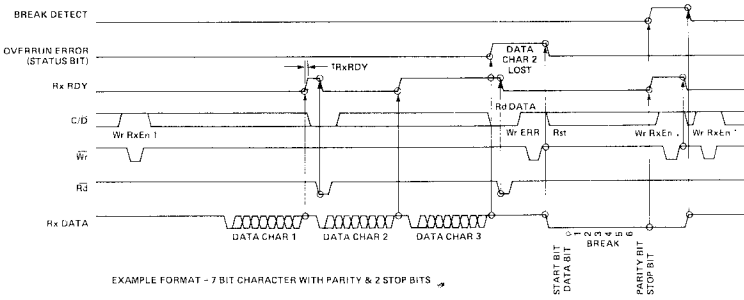 BREAK DETECT
OVERRUN ERROR
(STATUS BIT)
tRxRDY
DATA
CHAR 2
LOST
Rx RDY
Rd DATA
C/D
Wr RxEn 1
Wr ERR
Rst
Wr RxEn
Wr RxEn
Wr
Rd
Rx DATA
DATA CHAR 1
DATA CHAR 2
DATA CHAR 3
START BIT
DATA BIT
0 1 2 3 4 5 6
BREAK
PARITY BIT
STOP BIT
EXAMPLE FORMAT - 7 BIT CHARACTER WITH PARITY & 2 STOP BITS